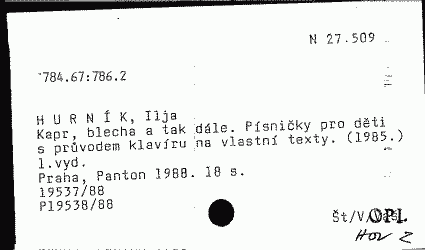 N 27.509
784.67:786.2
H U R N Í K, Ilja
Kapr, blecha a tak dále. Písničky pro děti
s průvodem klavíru na vlastní texty. (1985.)
1.vyd.
Praha, Panton 1988. 18 s.
19537/88
P19538/88
Št/V
OPL